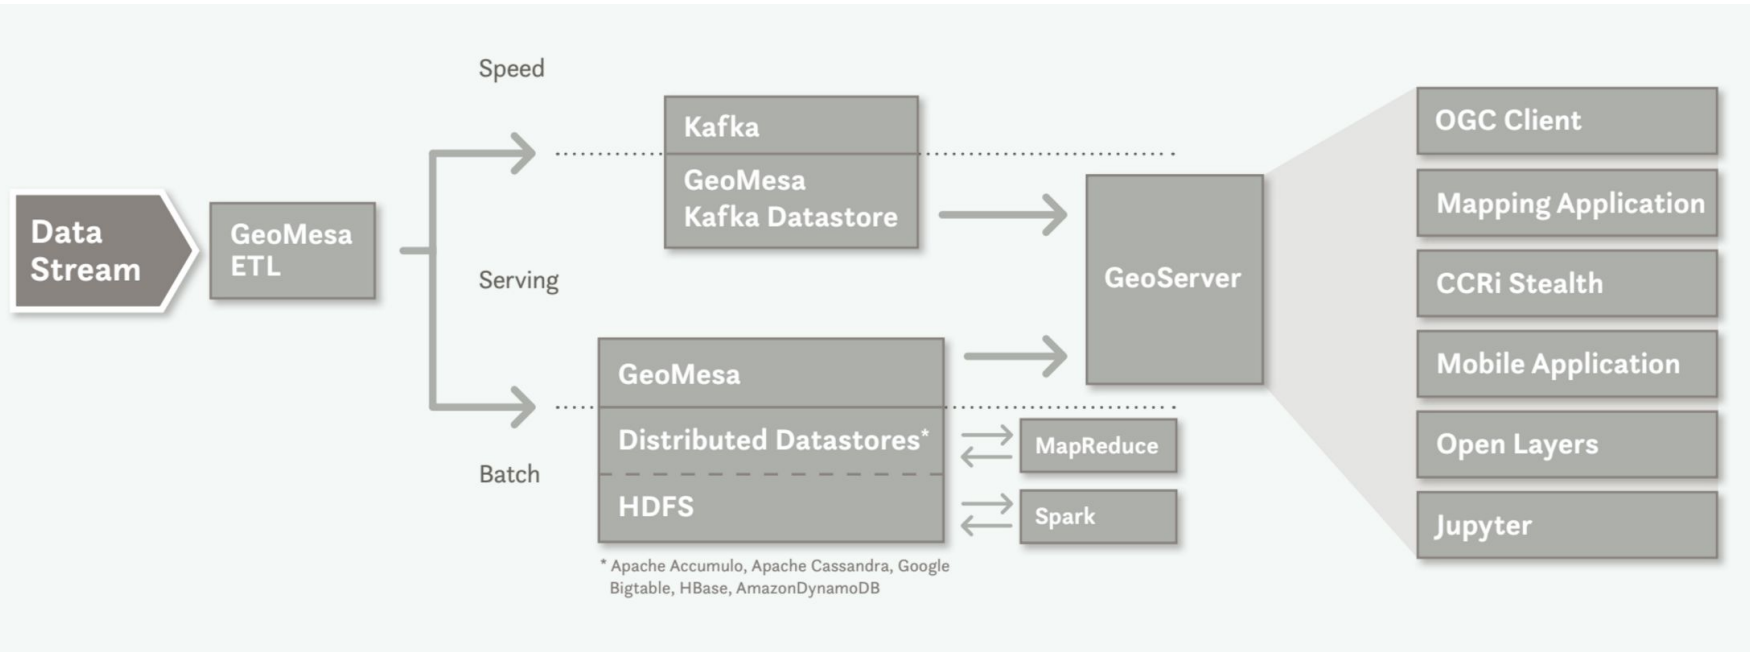 Data
Stream
GeoMesa
ETL
Speed
Serving
Batch
Kafka
GeoMesa
Kafka Datastore
GeoMesa
Distributed Datastores*
HDFS
* Apache Accumulo, Apache Cassandra, Google
Bigtable, HBase, AmazonDynamoDB
MapReduce
Spark
GeoServer
OGC Client
Mapping Application
CCRi Stealth
Mobile Application
Open Layers
Jupyter